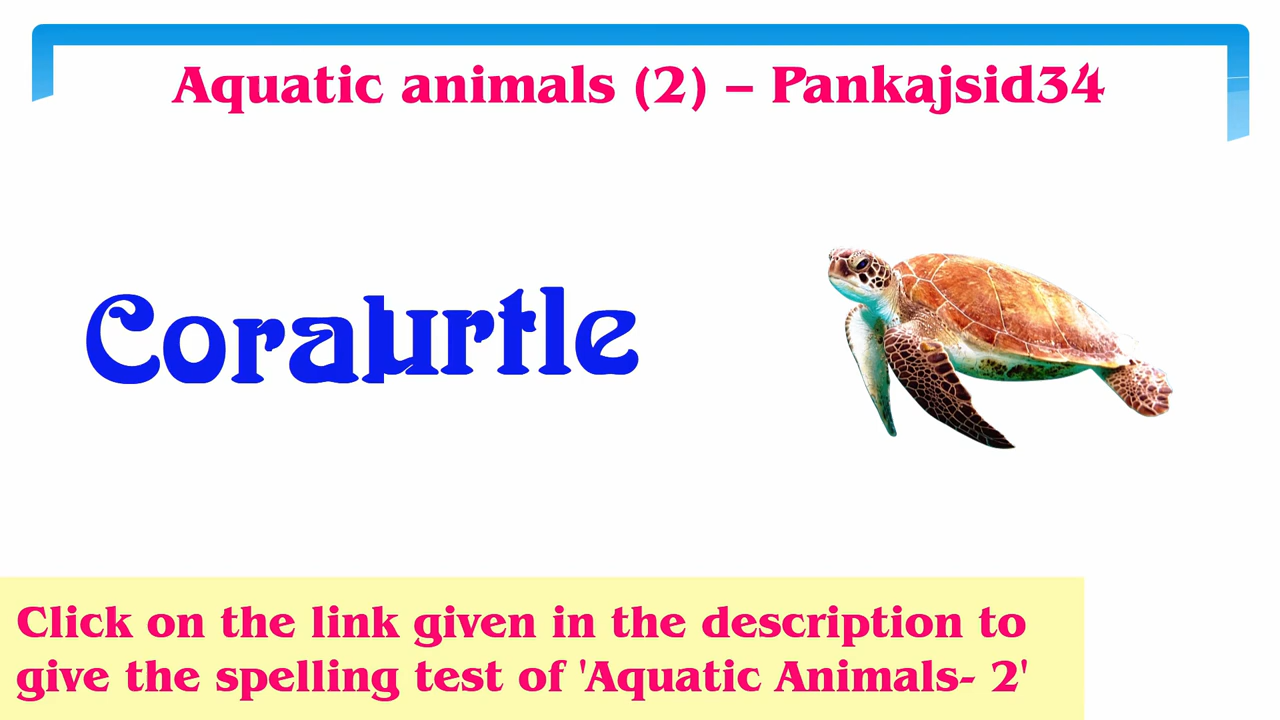 Aquatic animals (2) – Pankajsid34
Coralurtle
Click on the link given in the description to
give the spelling test of 'Aquatic Animals- 2'